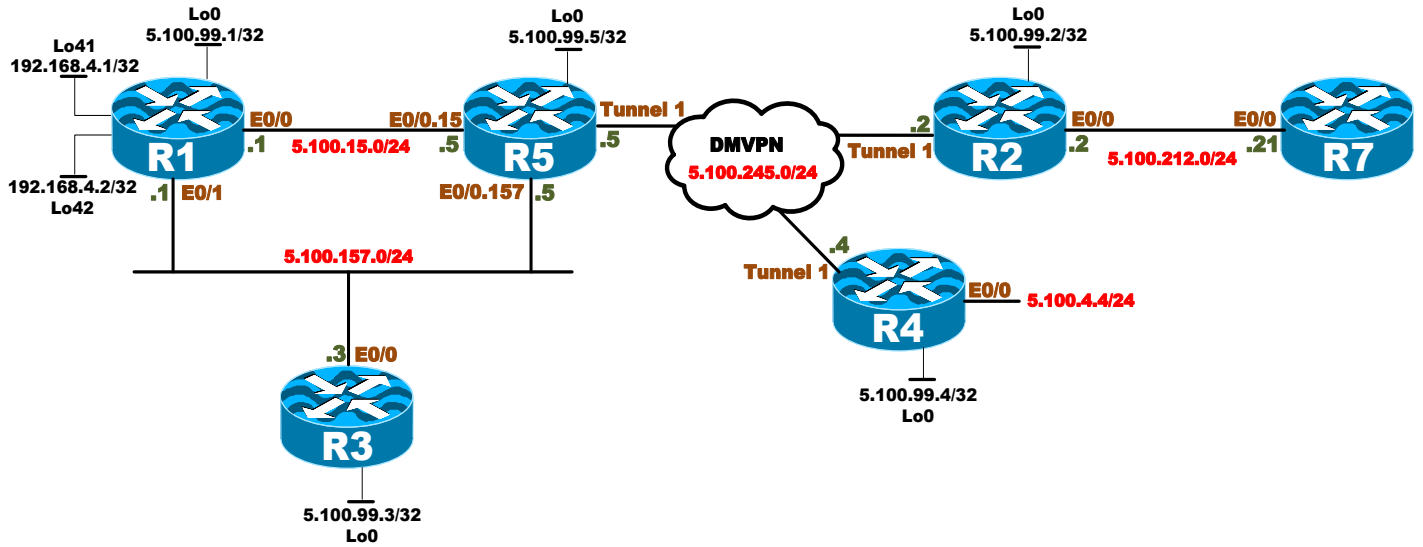 Lo0
5.100.99.1/32
Lo41
192.168.4.1/32
192.168.4.2/32
Lo42
R1
E0/0
.1
.1
E0/1
5.100.15.0/24
Lo0
5.100.99.5/32
E0/0.15
.5
R5
Tunnel 1
.5
E0/0.157
.5
DMVPN
5.100.245.0/24
Lo0
5.100.99.2/32
.2
Tunnel 1
R2
E0/0
.2
5.100.212.0/24
E0/0
.21
R7
5.100.157.0/24
.4
Tunnel 1
R4
E0/0
5.100.4.4/24
5.100.99.4/32
Lo0
.3
E0/0
R3
5.100.99.3/32
Lo0